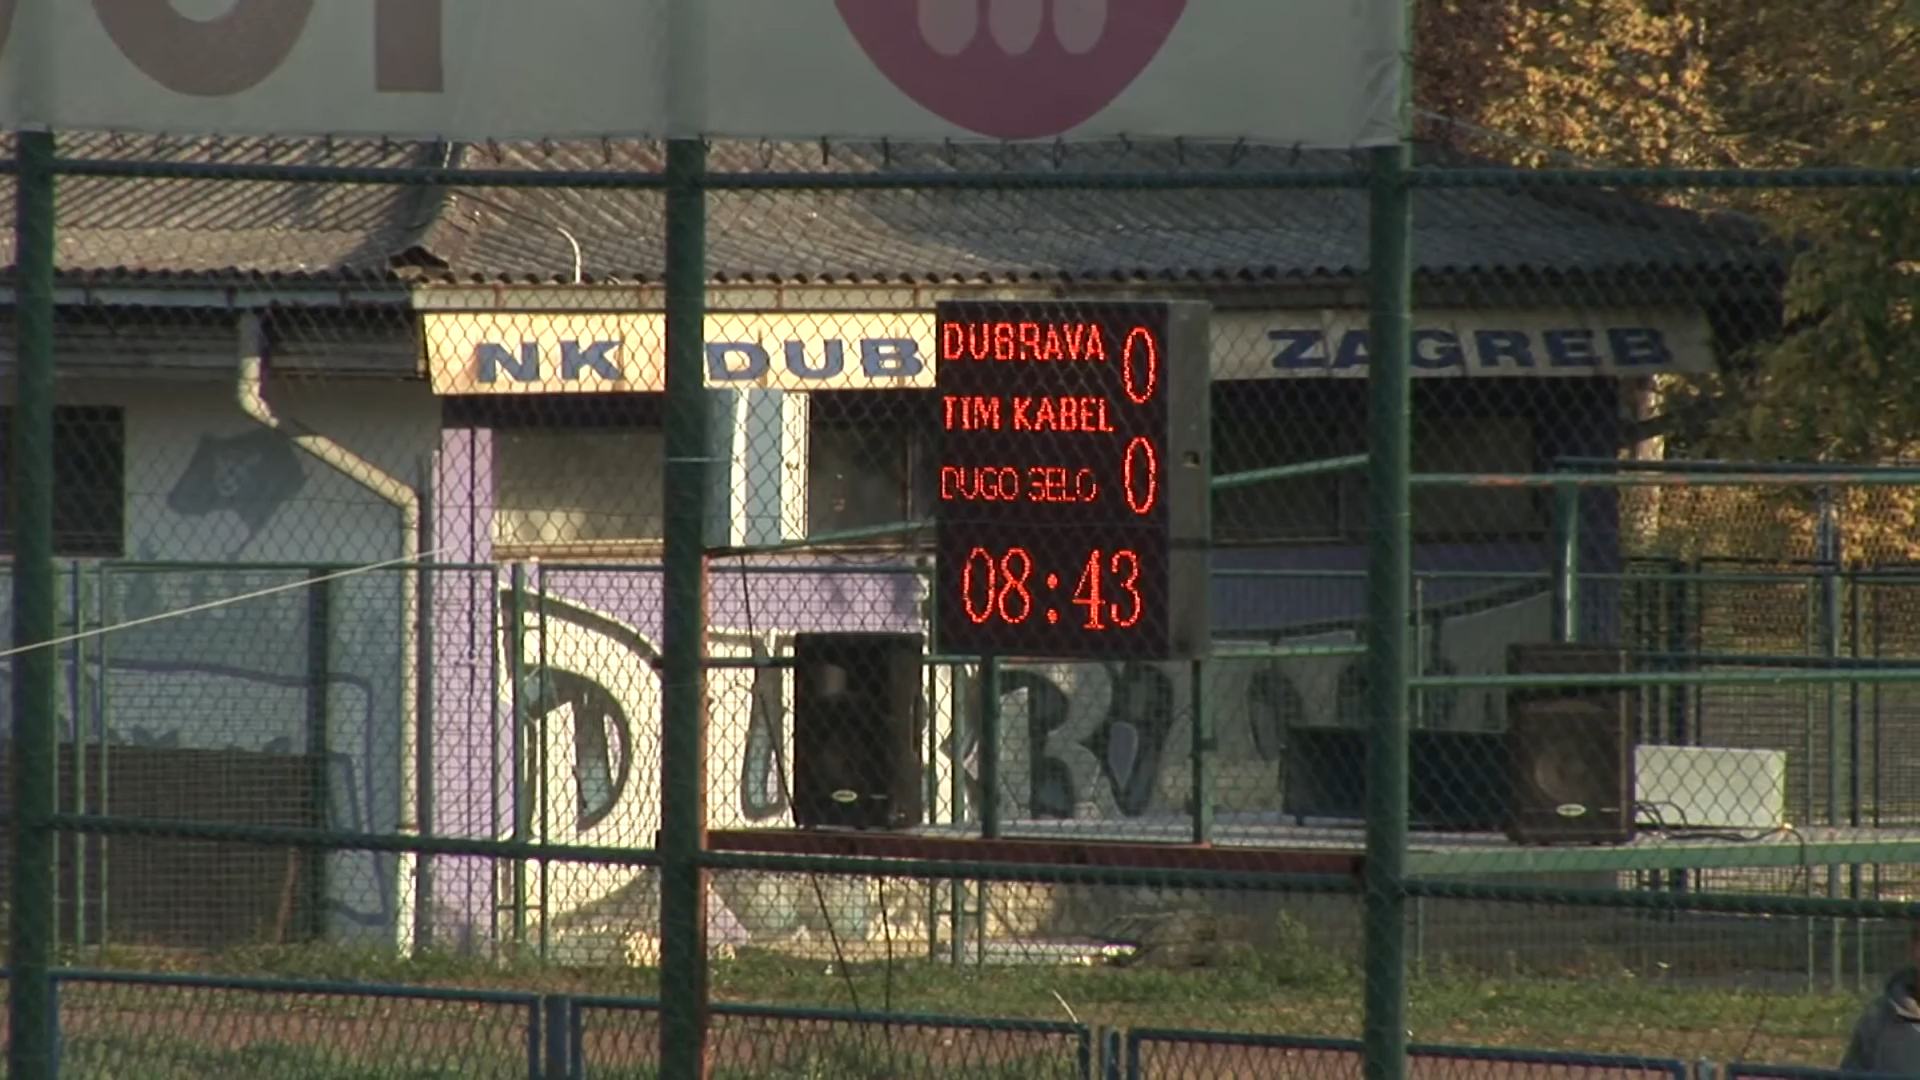 NK DUB
ZAGREB
DUBRAVA 0
TIM KABEL
DUGO SELO 0
08:43